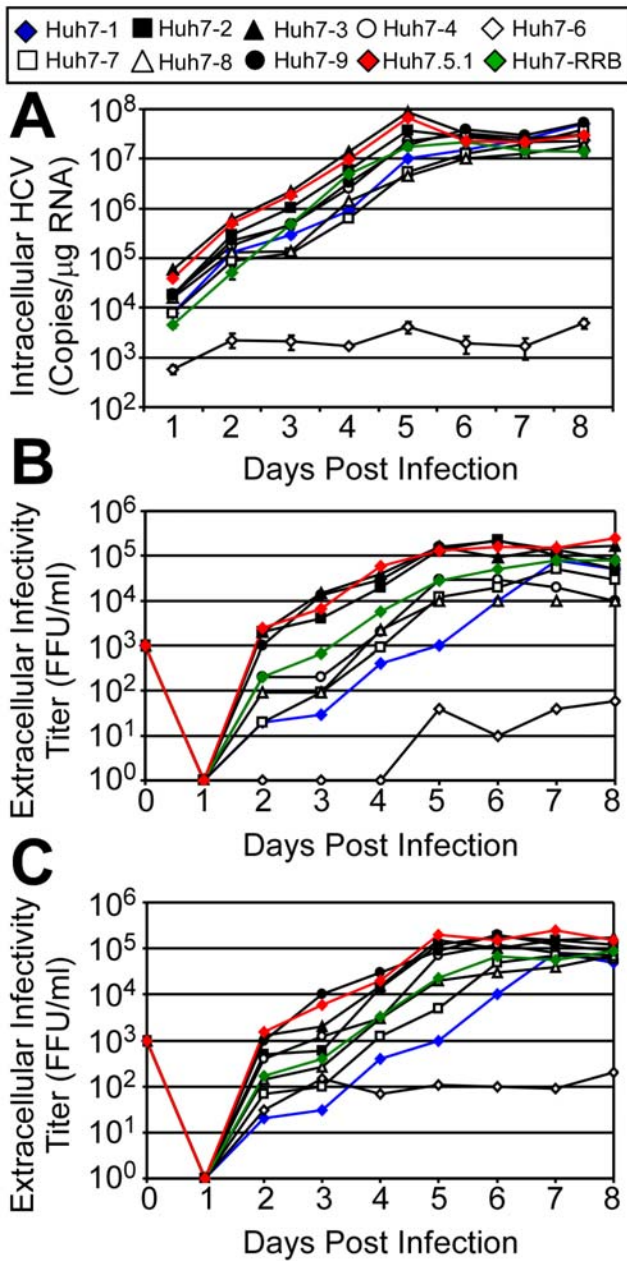 Huh7-1 Huh7-2 Huh7-3 Huh7-4 Huh7-6
Huh7-7 Huh7-8 Huh7-9 Huh7.5.1 Huh7-RRB
A
Intracellular HCV
(Copies/µg RNA)
10⁸
10⁷
10⁶
10⁵
10⁴
10³
10²
1 2 3 4 5 6 7 8
Days Post Infection
B
Extracellular Infectivity
Titer (FFU/ml)
10⁶
10⁵
10⁴
10³
10²
10¹
10⁰
0 1 2 3 4 5 6 7 8
Days Post Infection
C
Extracellular Infectivity
Titer (FFU/ml)
10⁶
10⁵
10⁴
10³
10²
10¹
10⁰
0 1 2 3 4 5 6 7 8
Days Post Infection